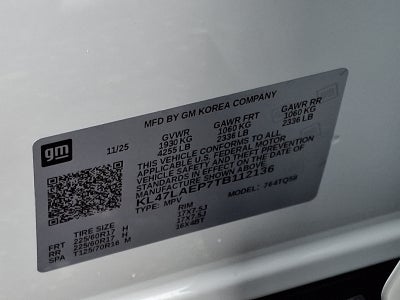 gm
MFD BY GM KOREA COMPANY
11/25
GVWR GAWR FRT GAWR RR
1930 KG 1060 KG 1060 KG
4255 LB 2336 LB 2336 LB
THIS VEHICLE CONFORMS TO ALL
APPLICABLE U.S. FEDERAL MOTOR
VEHICLE SAFETY AND THEFT PREVENTION
STANDARDS IN EFFECT ON THE DATE OF
MANUFACTURE SHOWN ABOVE.
KL47LAEP7TB112136
TYPE: MPV MODEL: 764TQ58
TIRE SIZE RIM
FRT 225/60R17 H 17X7.5J
RR 225/60R17 H 17X7.5J
SPA T125/70R16 M 16X4BT